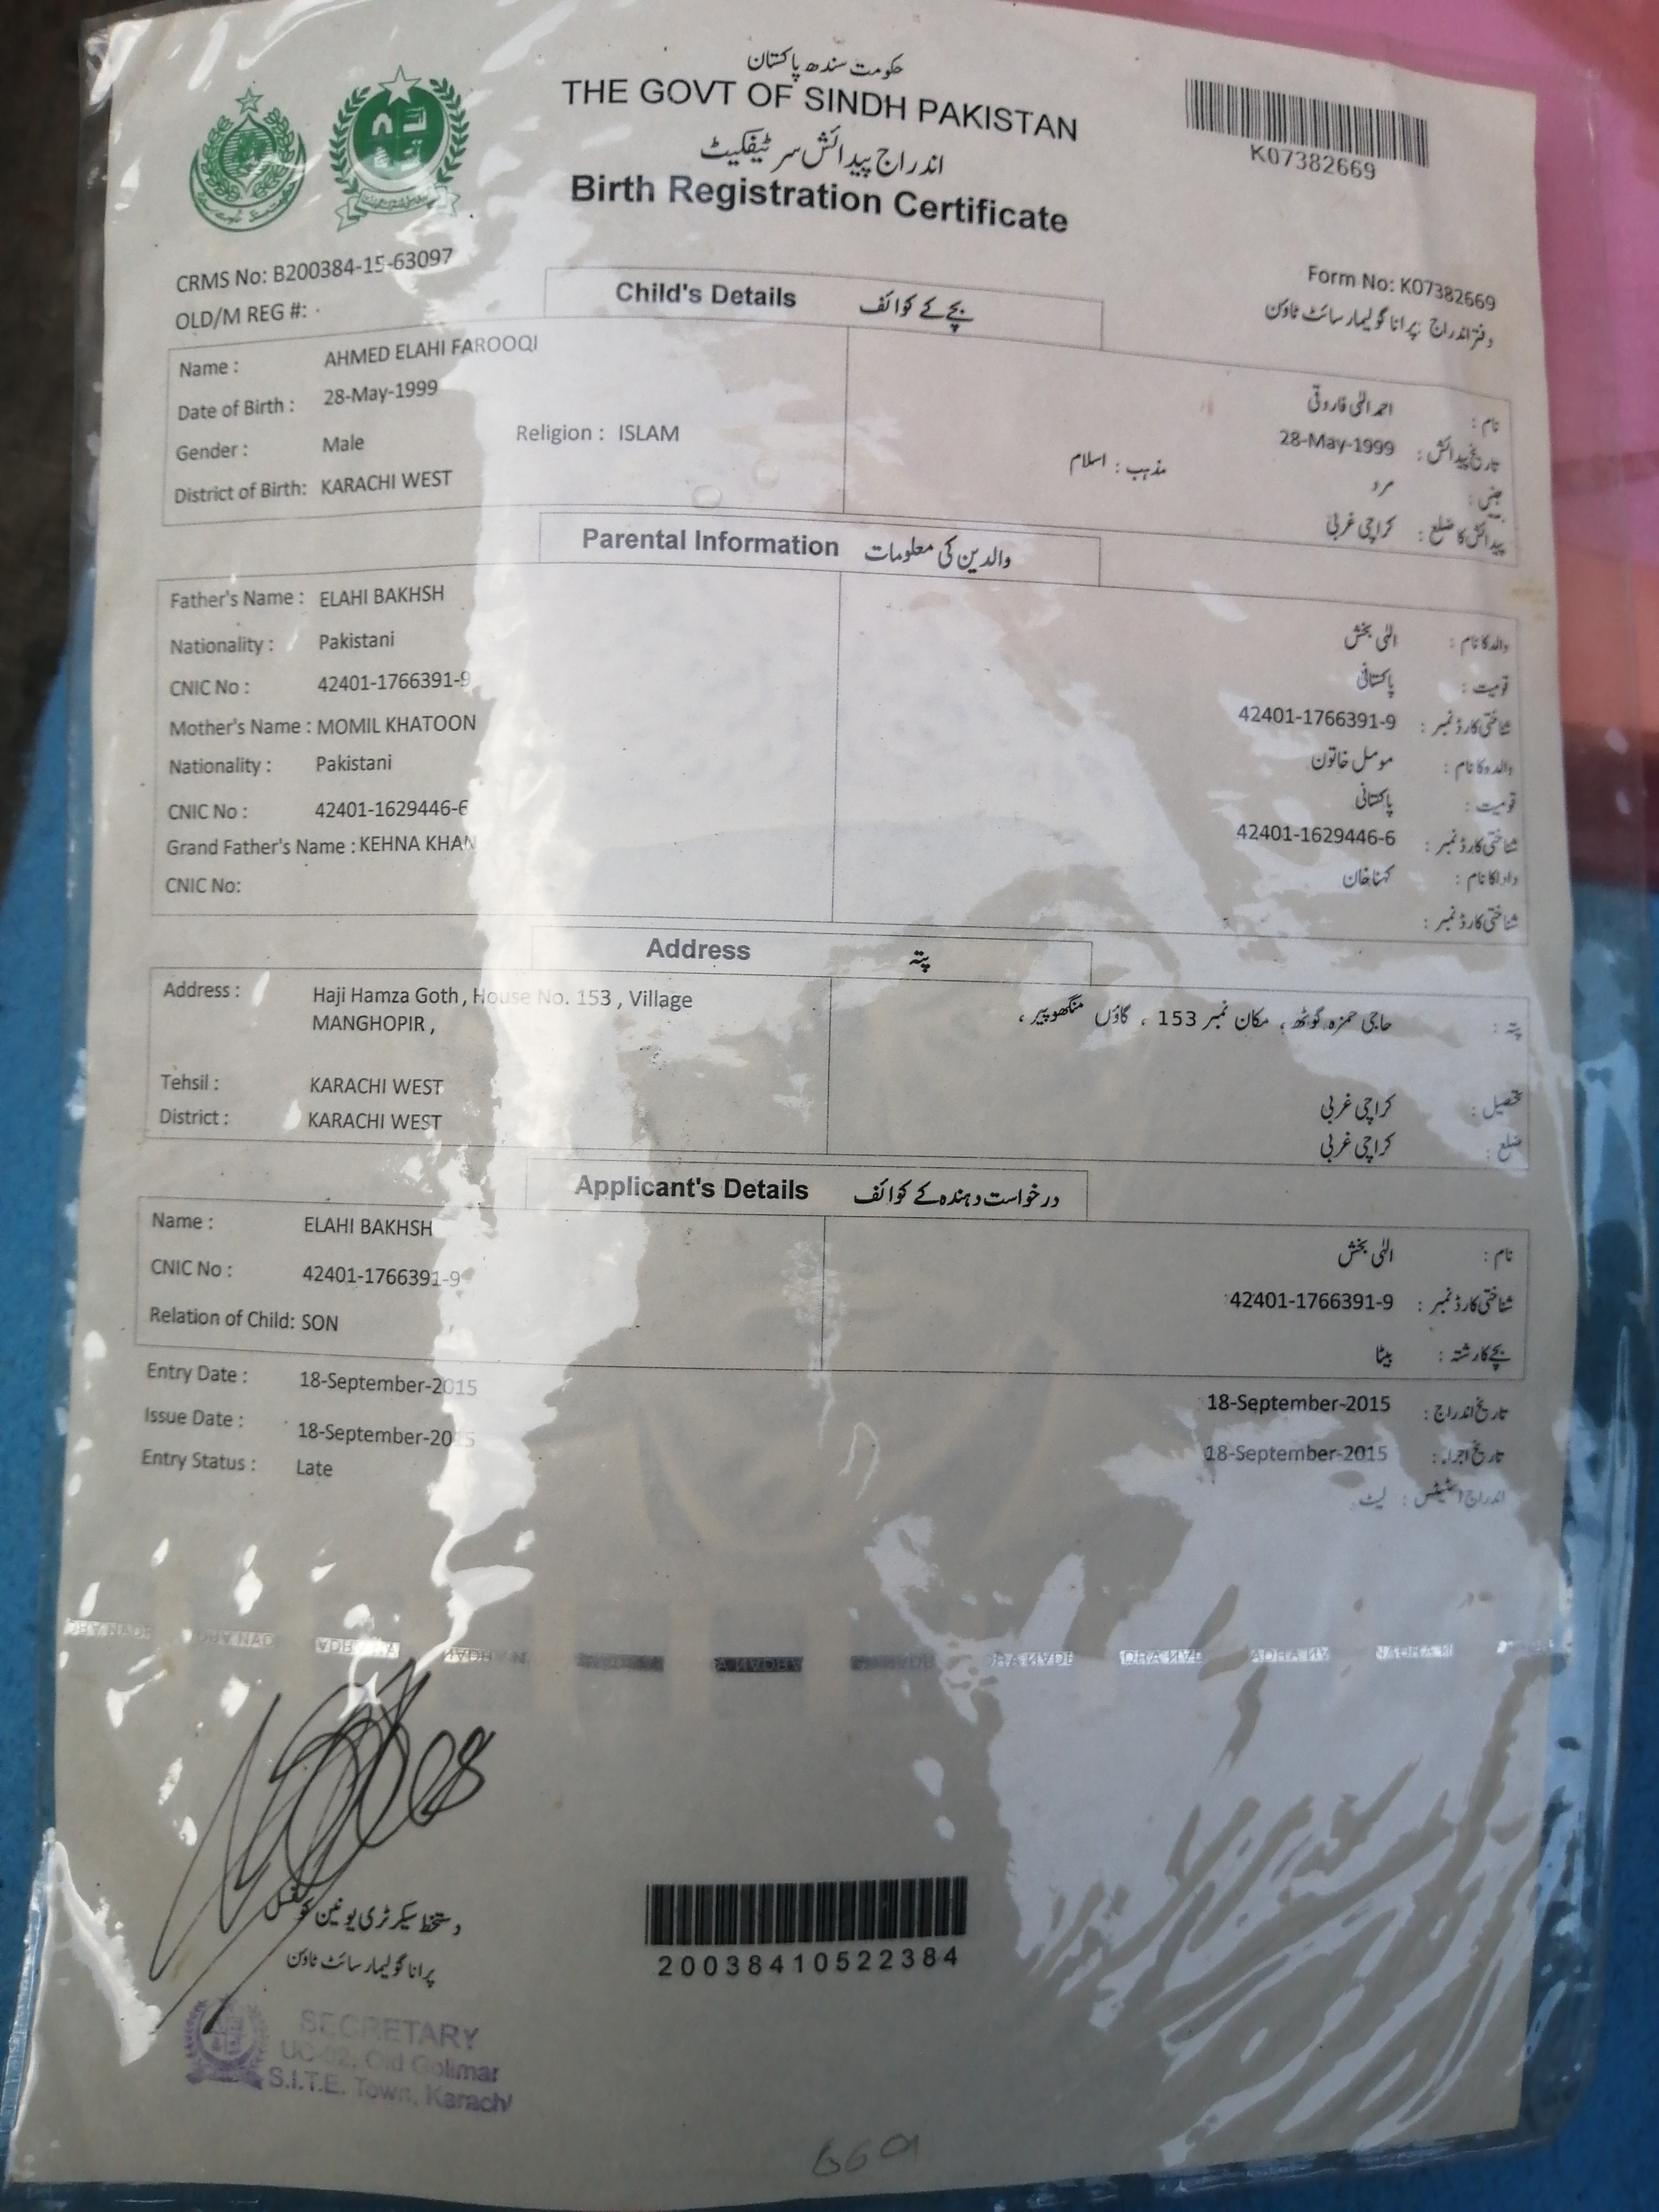 حکومت سندھ پاکستان
THE GOVT OF SINDH PAKISTAN
اندراج پیدائش سرٹیفکیٹ
Birth Registration Certificate
K07382669
CRMS No: B200384-15-63097
Form No: K07382669
OLD/M REG #:
دفتر اندراج : پرانا گولیمار سائٹ ٹاؤن
Child's Details بچے کے کوائف
Name : AHMED ELAHI FAROOQI
نام : احمد الٰہی فاروقی
Date of Birth : 28-May-1999
تاریخ پیدائش : 28-May-1999
Gender : Male Religion : ISLAM
جنس : مرد مذہب : اسلام
District of Birth: KARACHI WEST
پیدائش کا ضلع : کراچی غربی
Parental Information والدین کی معلومات
Father's Name : ELAHI BAKHSH
والد کا نام : الٰہی بخش
Nationality : Pakistani
قومیت : پاکستانی
CNIC No : 42401-1766391-9
شناختی کارڈ نمبر : 42401-1766391-9
Mother's Name : MOMIL KHATOON
والدہ کا نام : مومل خاتون
Nationality : Pakistani
قومیت : پاکستانی
CNIC No : 42401-1629446-6
شناختی کارڈ نمبر : 42401-1629446-6
Grand Father's Name : KEHNA KHAN
دادا کا نام : کہنا خان
CNIC No:
شناختی کارڈ نمبر :
Address پتہ
Address : Haji Hamza Goth , House No. 153 , Village
MANGHOPIR ,
پتہ : حاجی حمزہ گوٹھ ، مکان نمبر 153 ، گاؤں منگھوپیر ،
Tehsil : KARACHI WEST
تحصیل : کراچی غربی
District : KARACHI WEST
ضلع : کراچی غربی
Applicant's Details درخواست دہندہ کے کوائف
Name : ELAHI BAKHSH
نام : الٰہی بخش
CNIC No : 42401-1766391-9
شناختی کارڈ نمبر : 42401-1766391-9
Relation of Child: SON
بچے کا رشتہ : بیٹا
Entry Date : 18-September-2015
تاریخ اندراج : 18-September-2015
Issue Date : 18-September-2015
تاریخ اجراء : 18-September-2015
Entry Status : Late
اندراج اسٹیٹس : لیٹ
دستخط سیکرٹری یونین کونسل
پرانا گولیمار سائٹ ٹاؤن
20038410522384
SECRETARY
UC-02, Old Golimar
S.I.T.E. Town, Karachi